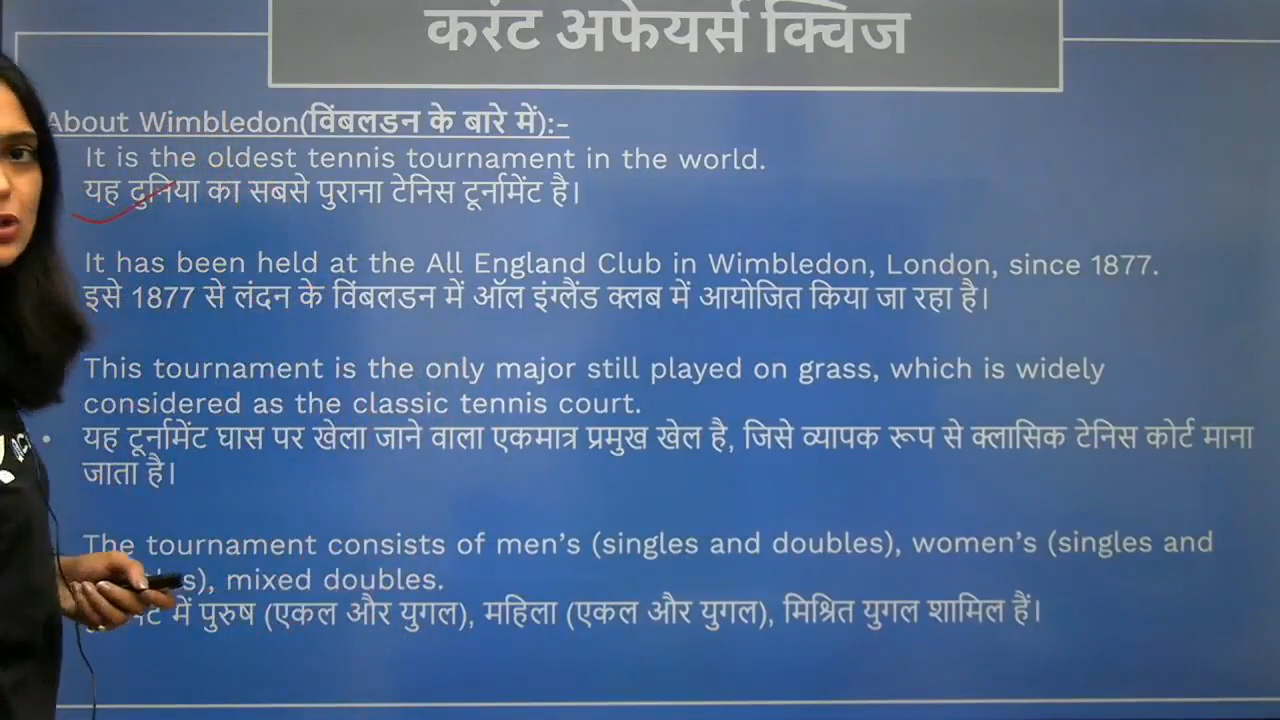 करंट अफेयर्स क्विज
About Wimbledon(विंबलडन के बारे में):-
It is the oldest tennis tournament in the world.
यह दुनिया का सबसे पुराना टेनिस टूर्नामेंट है।
It has been held at the All England Club in Wimbledon, London, since 1877.
इसे 1877 से लंदन के विंबलडन में ऑल इंग्लैंड क्लब में आयोजित किया जा रहा है।
This tournament is the only major still played on grass, which is widely
considered as the classic tennis court.
• यह टूर्नामेंट घास पर खेला जाने वाला एकमात्र प्रमुख खेल है, जिसे व्यापक रूप से क्लासिक टेनिस कोर्ट माना
जाता है।
The tournament consists of men's (singles and doubles), women's (singles and
mixed doubles.
में पुरुष (एकल और युगल), महिला (एकल और युगल), मिश्रित युगल शामिल हैं।